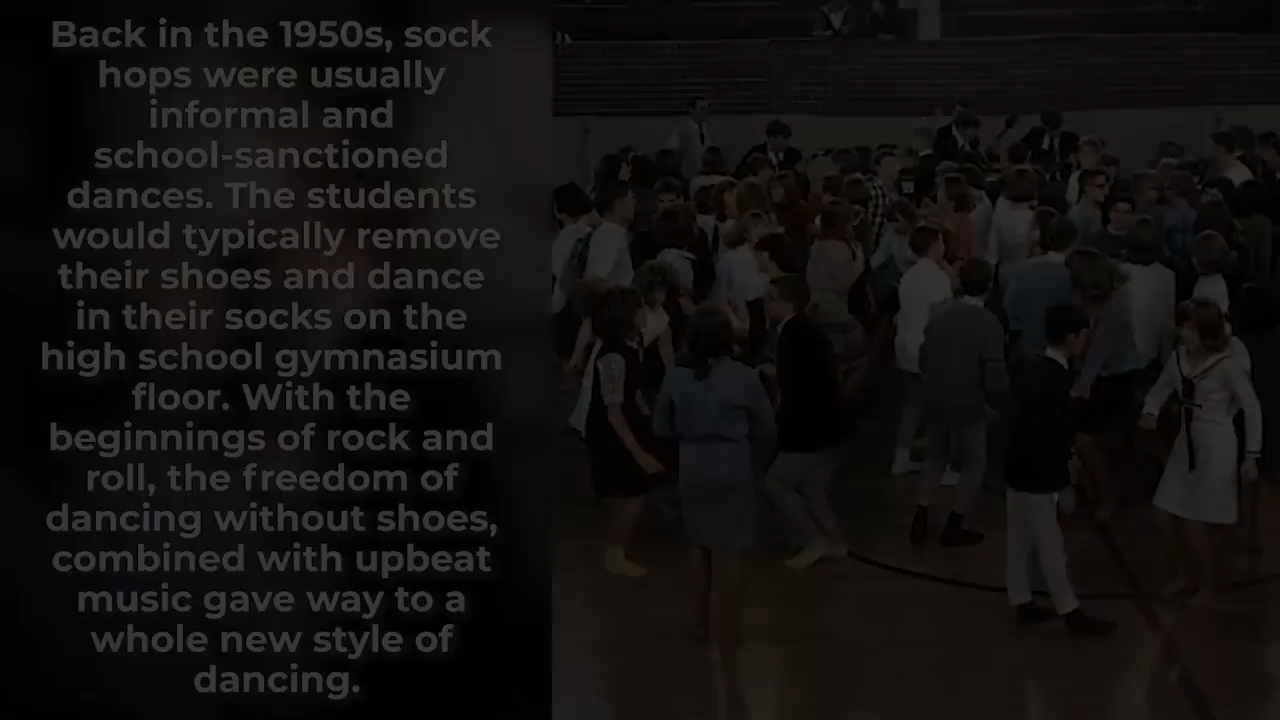 Back in the 1950s, sock
hops were usually
informal and
school-sanctioned
dances. The students
would typically remove
their shoes and dance
in their socks on the
high school gymnasium
floor. With the
beginnings of rock and
roll, the freedom of
dancing without shoes,
combined with upbeat
music gave way to a
whole new style of
dancing.